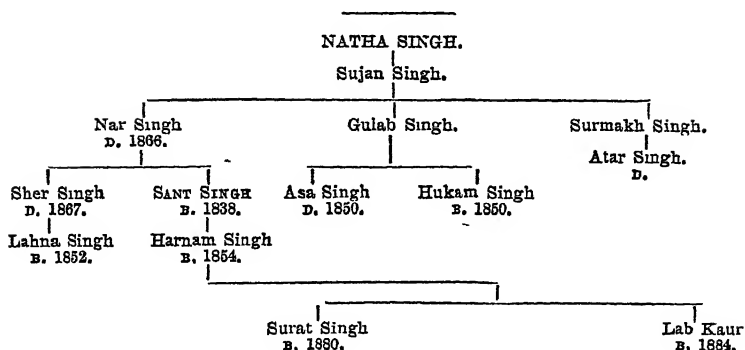 NATHA SINGH.
Sujan Singh.
Nar Singh Gulab Singh. Surmakh Singh.
D. 1866.
Atar Singh.
D.
Sher Singh SANT SINGH Asa Singh Hukam Singh
D. 1867. B. 1838. D. 1850. B. 1850.
Lahna Singh Harnam Singh
B. 1852. B. 1854.
Surat Singh Lab Kaur
B. 1880. B. 1884.